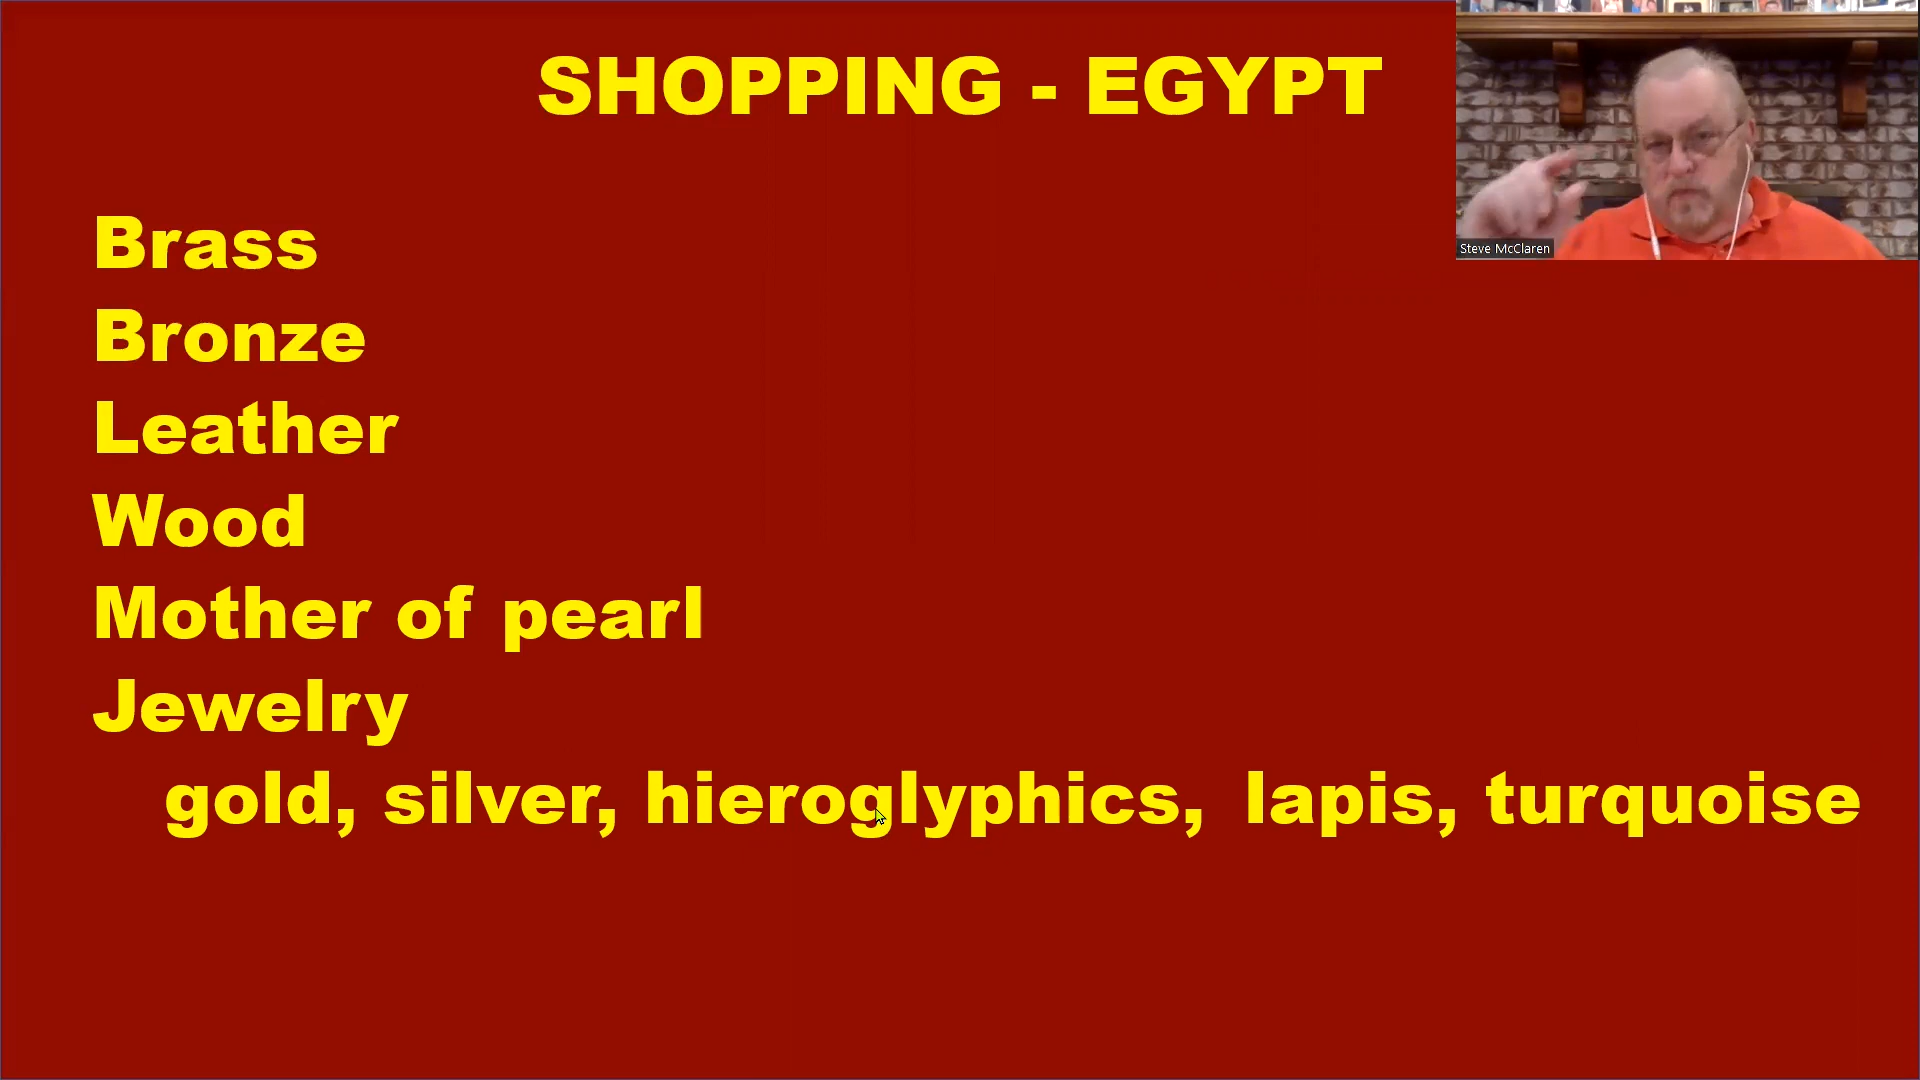 SHOPPING - EGYPT
Steve McClaren
Brass
Bronze
Leather
Wood
Mother of pearl
Jewelry
gold, silver, hieroglyphics, lapis, turquoise